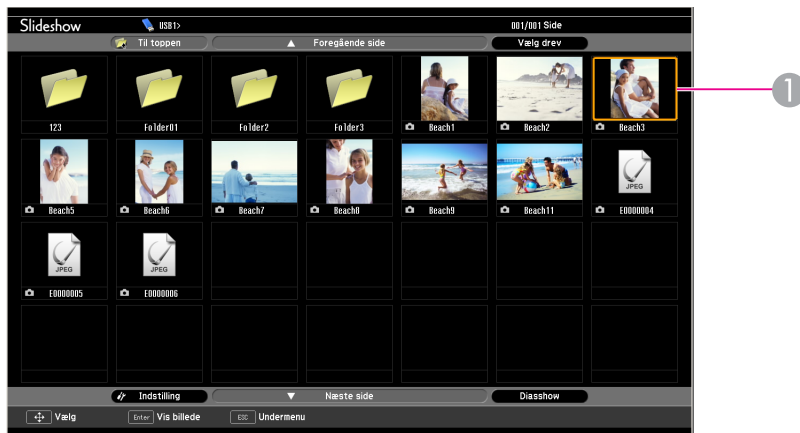 Slideshow USB1> 001/001 Side
Til toppen Foregående side Vælg drev
123 Folder01 Folder2 Folder3 Beach1 Beach2 Beach3
1
Beach5 Beach6 Beach7 Beach8 Beach9 Beach11 E0000004
JPEG
E0000005 E0000006
JPEG JPEG
Indstilling Næste side Diasshow
Vælg Enter Vis billede ESC Undermenu